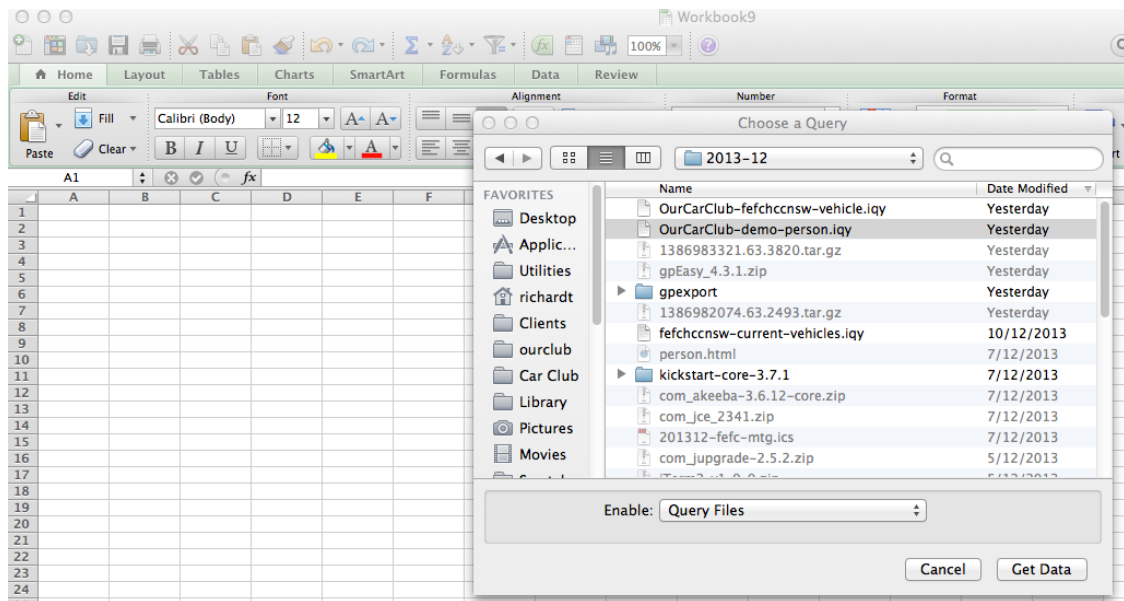 Workbook9
100%
Home Layout Tables Charts SmartArt Formulas Data Review
Edit Font Alignment Number Format
Paste Fill Clear Calibri (Body) 12 A A
B I U A
A1 fx
A B C D E F
1
2
3
4
5
6
7
8
9
10
11
12
13
14
15
16
17
18
19
20
21
22
23
24
Choose a Query
2013-12
FAVORITES
Desktop
Applic...
Utilities
richardt
Clients
ourclub
Car Club
Library
Pictures
Movies
Name Date Modified
OurCarClub-fefchccnsw-vehicle.iqy Yesterday
OurCarClub-demo-person.iqy Yesterday
1386983321.63.3820.tar.gz Yesterday
gpEasy_4.3.1.zip Yesterday
gpexport Yesterday
1386982074.63.2493.tar.gz Yesterday
fefchccnsw-current-vehicles.iqy 10/12/2013
person.html 7/12/2013
kickstart-core-3.7.1 7/12/2013
com_akeeba-3.6.12-core.zip 7/12/2013
com_jce_2341.zip 7/12/2013
201312-fefc-mtg.ics 7/12/2013
com_jupgrade-2.5.2.zip 5/12/2013
Enable: Query Files
Cancel Get Data